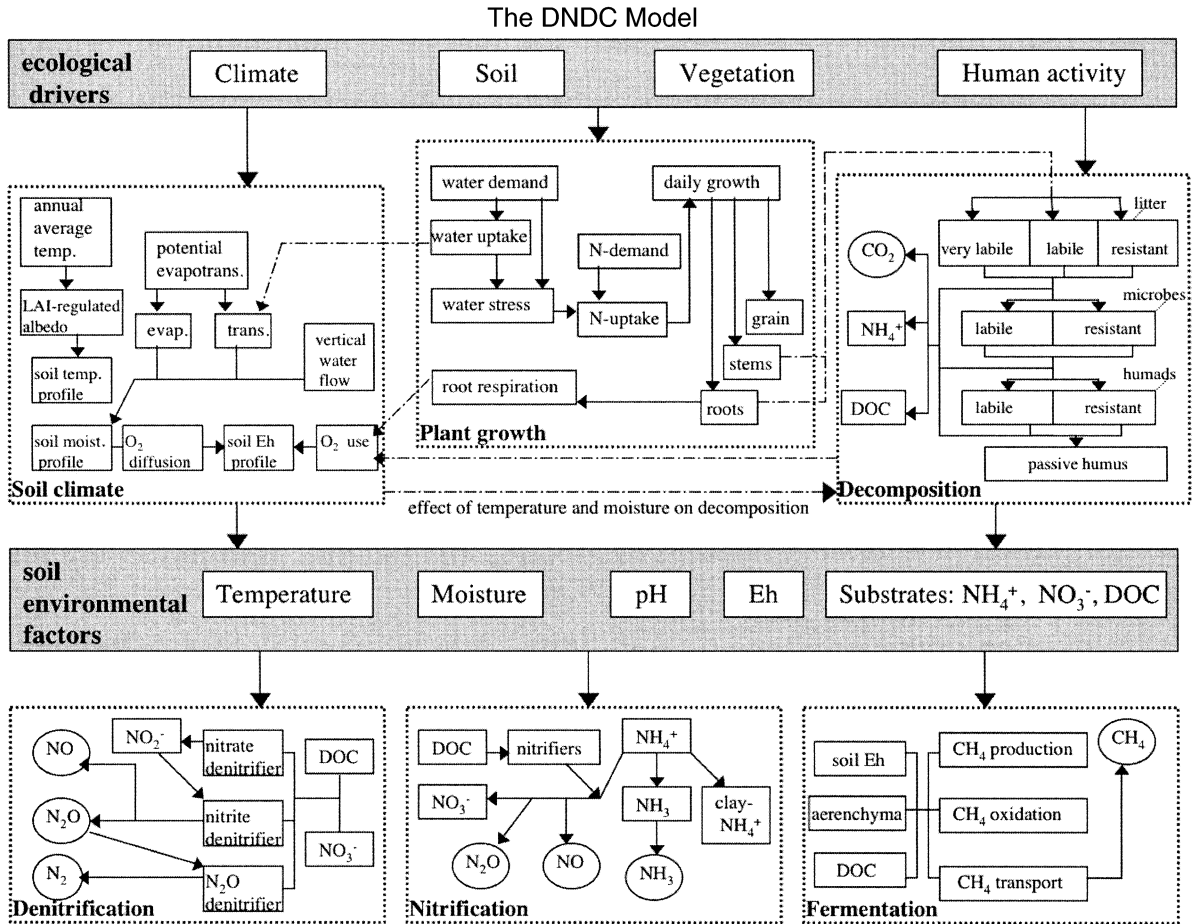 The DNDC Model
ecological
drivers
Climate
Soil
Vegetation
Human activity
annual
average
temp.
potential
evapotrans.
LAI-regulated
albedo
evap.
trans.
vertical
water
flow
soil temp.
profile
soil moist.
profile
O₂
diffusion
soil Eh
profile
O₂ use
Soil climate
water demand
daily growth
water uptake
N-demand
water stress
N-uptake
grain
stems
root respiration
roots
Plant growth
litter
CO₂
very labile
labile
resistant
microbes
NH₄⁺
labile
resistant
humads
DOC
labile
resistant
passive humus
Decomposition
effect of temperature and moisture on decomposition
soil
environmental
factors
Temperature
Moisture
pH
Eh
Substrates: NH₄⁺, NO₃⁻, DOC
NO
NO₂⁻
nitrate
denitrifier
DOC
N₂O
nitrite
denitrifier
NO₃⁻
N₂
N₂O
denitrifier
Denitrification
DOC
nitrifiers
NH₄⁺
NO₃⁻
NH₃
clay-
NH₄⁺
N₂O
NO
NH₃
Nitrification
soil Eh
CH₄ production
CH₄
aerenchyma
CH₄ oxidation
DOC
CH₄ transport
Fermentation